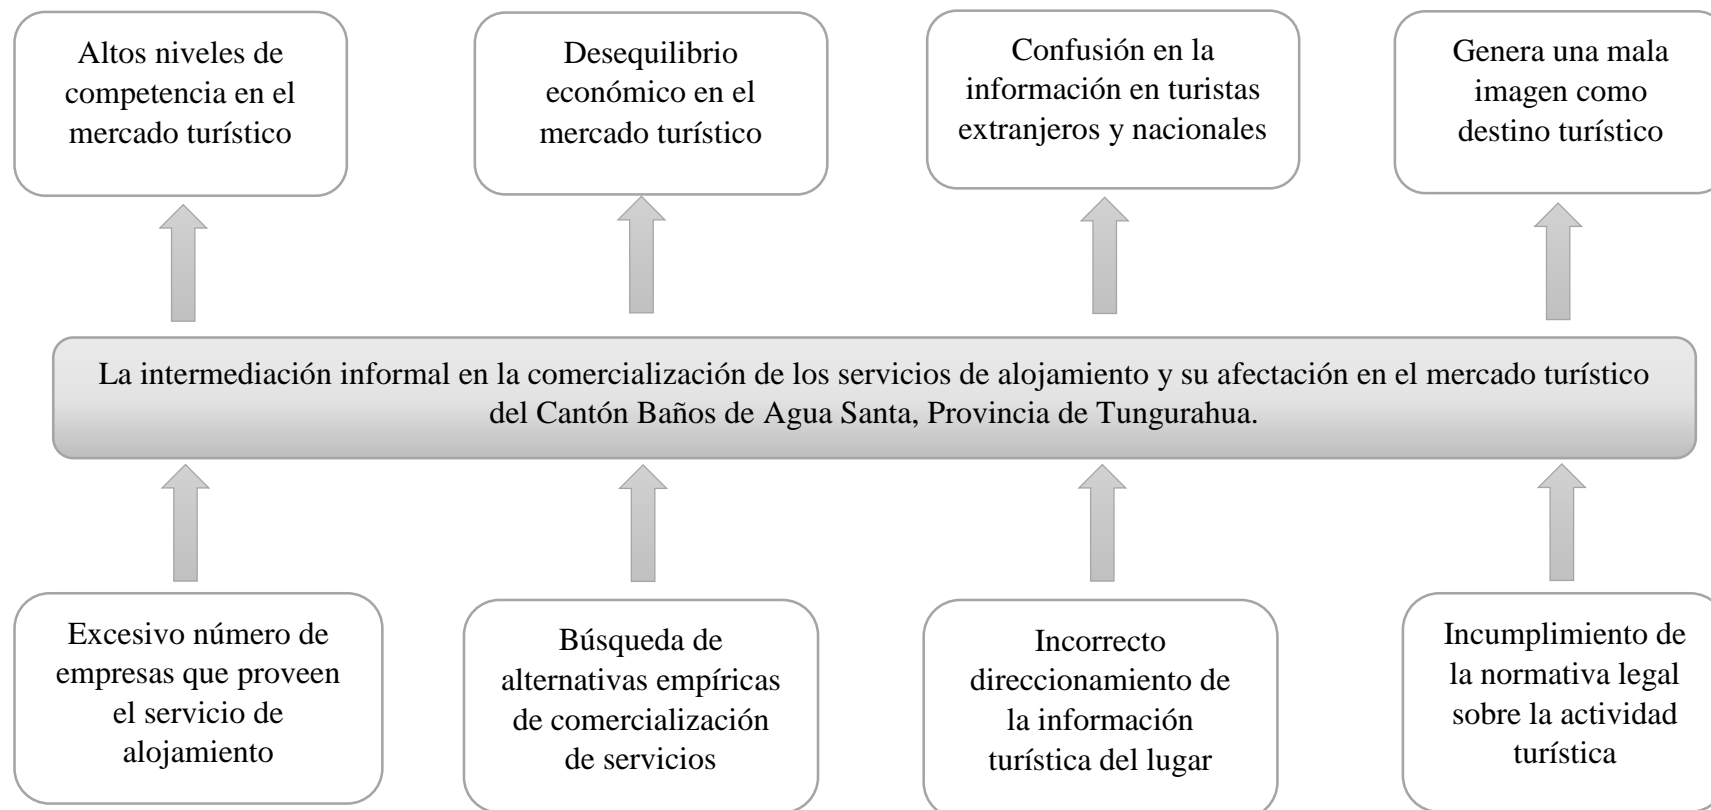 Altos niveles de
competencia en el
mercado turístico
Desequilibrio
económico en el
mercado turístico
Confusión en la
información en turistas
extranjeros y nacionales
Genera una mala
imagen como
destino turístico
La intermediación informal en la comercialización de los servicios de alojamiento y su afectación en el mercado turístico
del Cantón Baños de Agua Santa, Provincia de Tungurahua.
Excesivo número de
empresas que proveen
el servicio de
alojamiento
Búsqueda de
alternativas empíricas
de comercialización
de servicios
Incorrecto
direccionamiento de
la información
turística del lugar
Incumplimiento de
la normativa legal
sobre la actividad
turística